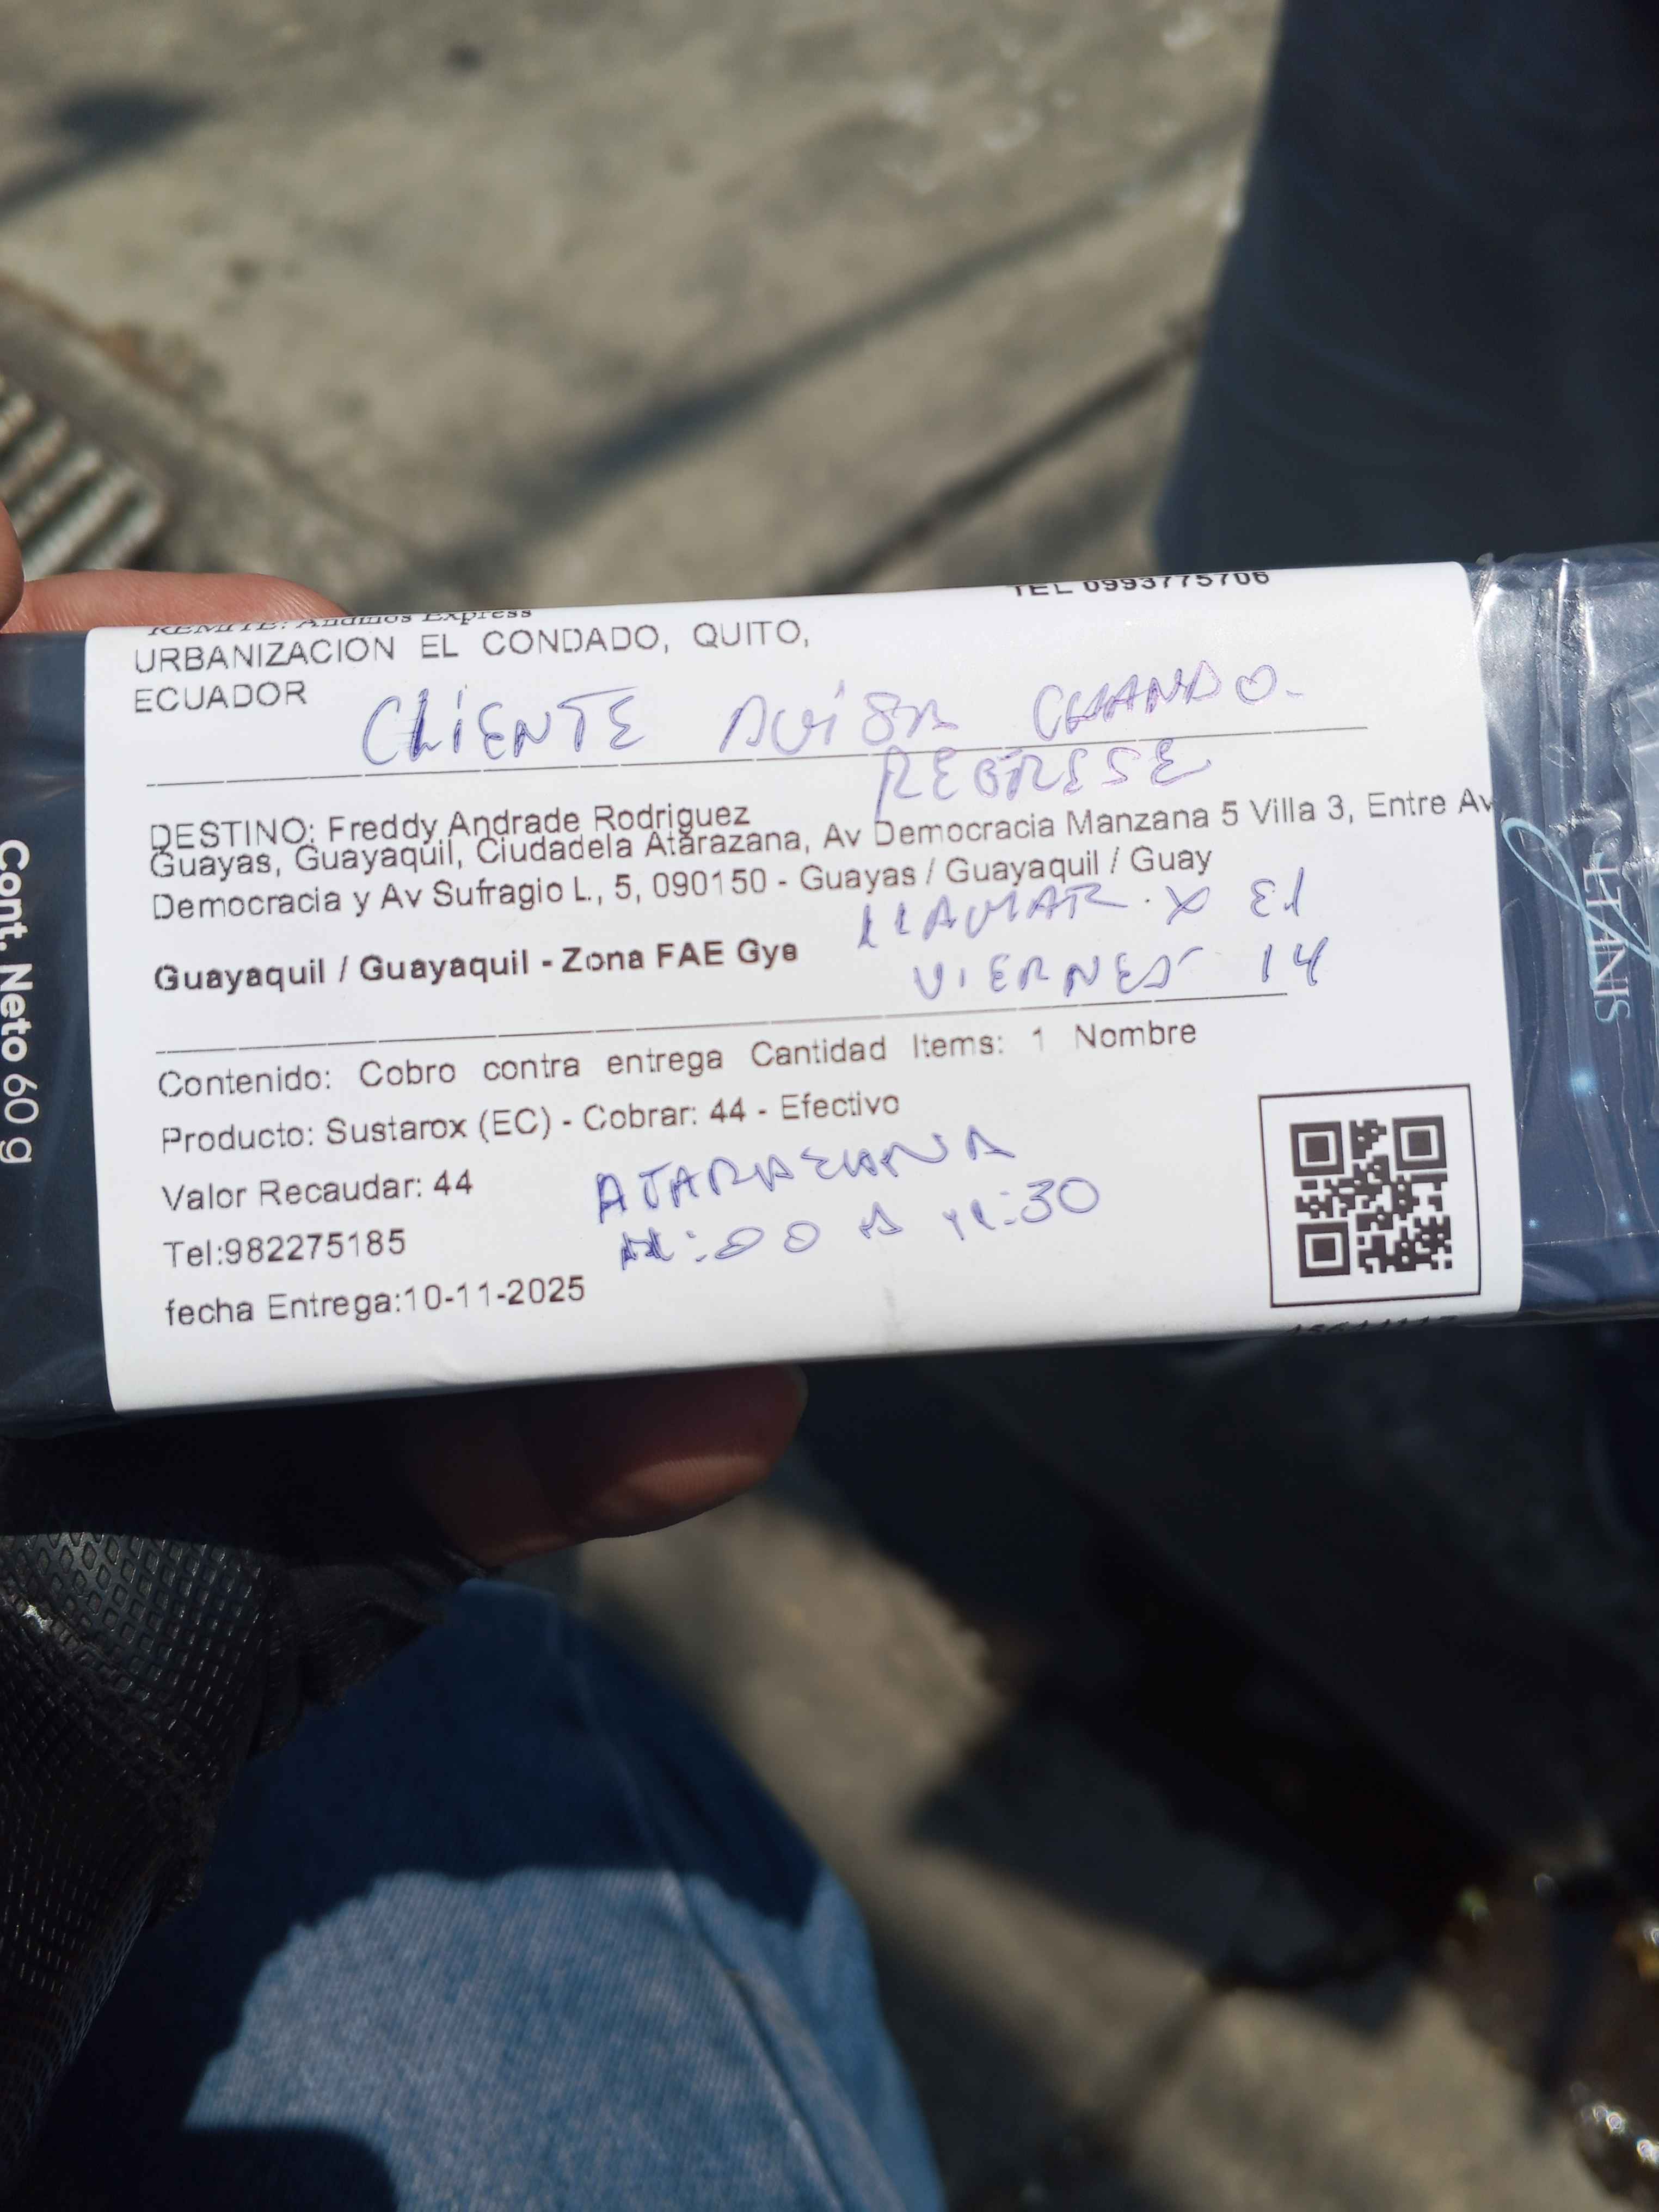 REMITE: Andinos Express
TEL 0993775706
URBANIZACION EL CONDADO, QUITO,
ECUADOR
CLIENTE AVISA CUANDO.
REGRESE
DESTINO: Freddy Andrade Rodriguez
Guayas, Guayaquil, Ciudadela Atarazana, Av Democracia Manzana 5 Villa 3, Entre Av
Democracia y Av Sufragio L., 5, 090150 - Guayas / Guayaquil / Guay
LLAMAR. X El
VIERNES 14
Guayaquil / Guayaquil - Zona FAE Gye
Contenido: Cobro contra entrega Cantidad Items: 1 Nombre
Producto: Sustarox (EC) - Cobrar: 44 - Efectivo
Valor Recaudar: 44
ATARAZANA
Tel:982275185
fecha Entrega:10-11-2025
Cont. Neto 60 g